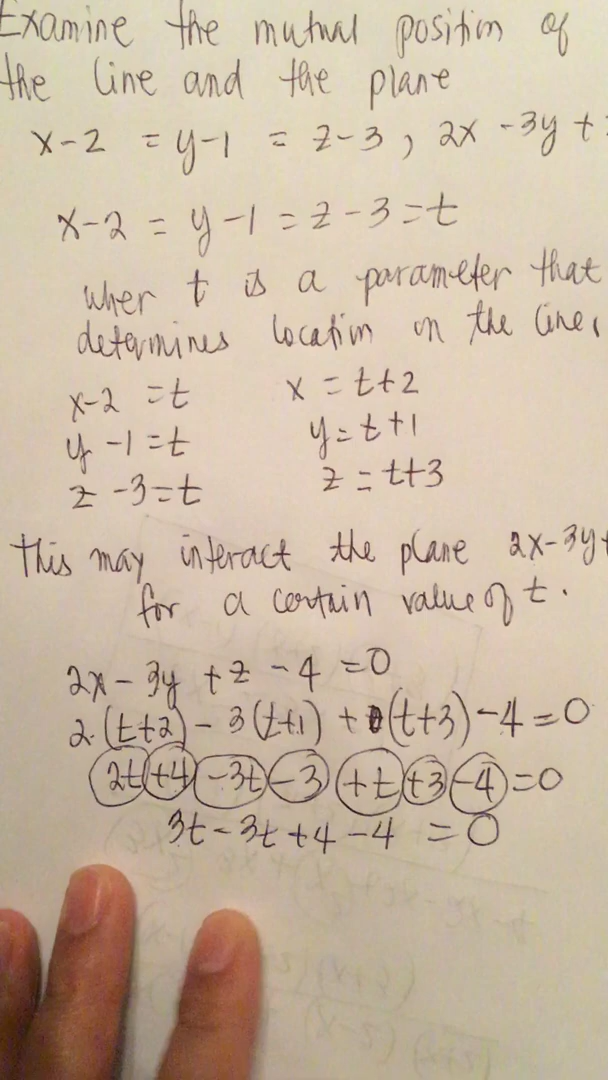 Examine the mutual position of
the line and the plane
x-2 = y-1 = z-3, 2x -3y +
x-2 = y-1 = z-3 = t
wher t is a parameter that
determines location on the line.
x-2 = t x = t+2
y-1 = t y = t+1
z-3 = t z = t+3
This may interact the plane 2x-3y+
for a certain value of t.
2x - 3y + z - 4 = 0
2.(t+2) - 3(t+1) + (t+3) - 4 = 0
2t +4 -3t -3 +t +3 -4 = 0
3t - 3t + 4 - 4 = 0